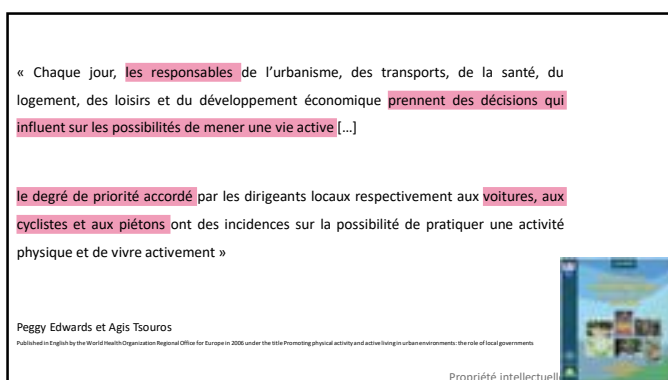 « Chaque jour, les responsables de l’urbanisme, des transports, de la santé, du
logement, des loisirs et du développement économique prennent des décisions qui
influent sur les possibilités de mener une vie active […]
le degré de priorité accordé par les dirigeants locaux respectivement aux voitures, aux
cyclistes et aux piétons ont des incidences sur la possibilité de pratiquer une activité
physique et de vivre activement »
Peggy Edwards et Agis Tsouros
Published in English by the World Health Organization Regional Office for Europe in 2006 under the title Promoting physical activity and active living in urban environments: the role of local governments
Propriété intellectuell